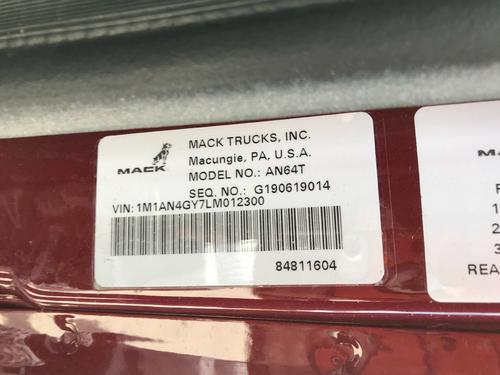 MACK TRUCKS, INC.
Macungie, PA, U.S.A.
MACK
MODEL NO.: AN64T
SEQ. NO.: G190619014
VIN: 1M1AN4GY7LM012300
84811604
MACK
1
2
3
REA